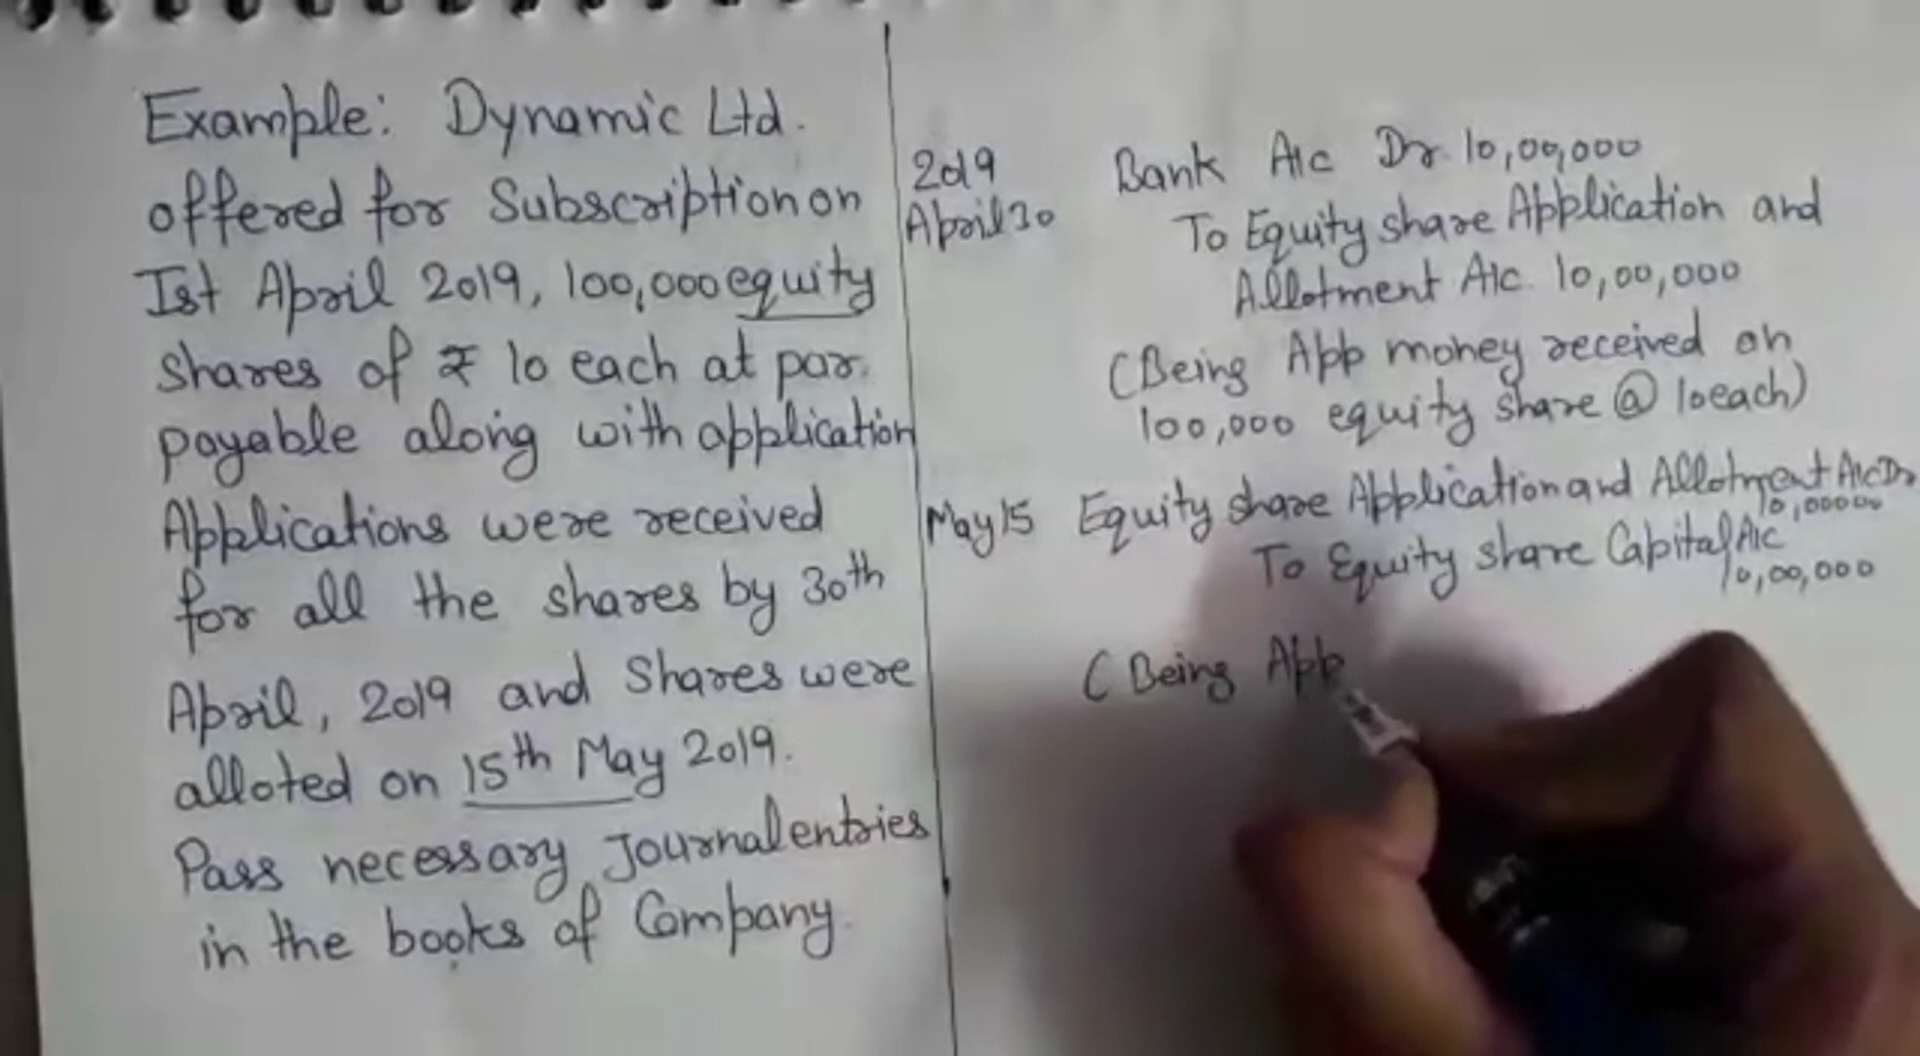 Example: Dynamic Ltd.
offered for Subscription on
Ist April 2019, 100,000 equity
shares of ₹ 10 each at par.
payable along with application
Applications were received
for all the shares by 30th
April, 2019 and Shares were
alloted on 15th May 2019.
Pass necessary Journal entries
in the books of Company.
2019
April 30
Bank A/c Dr. 10,00,000
To Equity share Application and
Allotment A/c. 10,00,000
(Being App money received on
100,000 equity share @ 10 each)
May 15 Equity share Application and Allotment A/c Dr
10,00000
To Equity share Capital A/c
10,00,000
(Being App